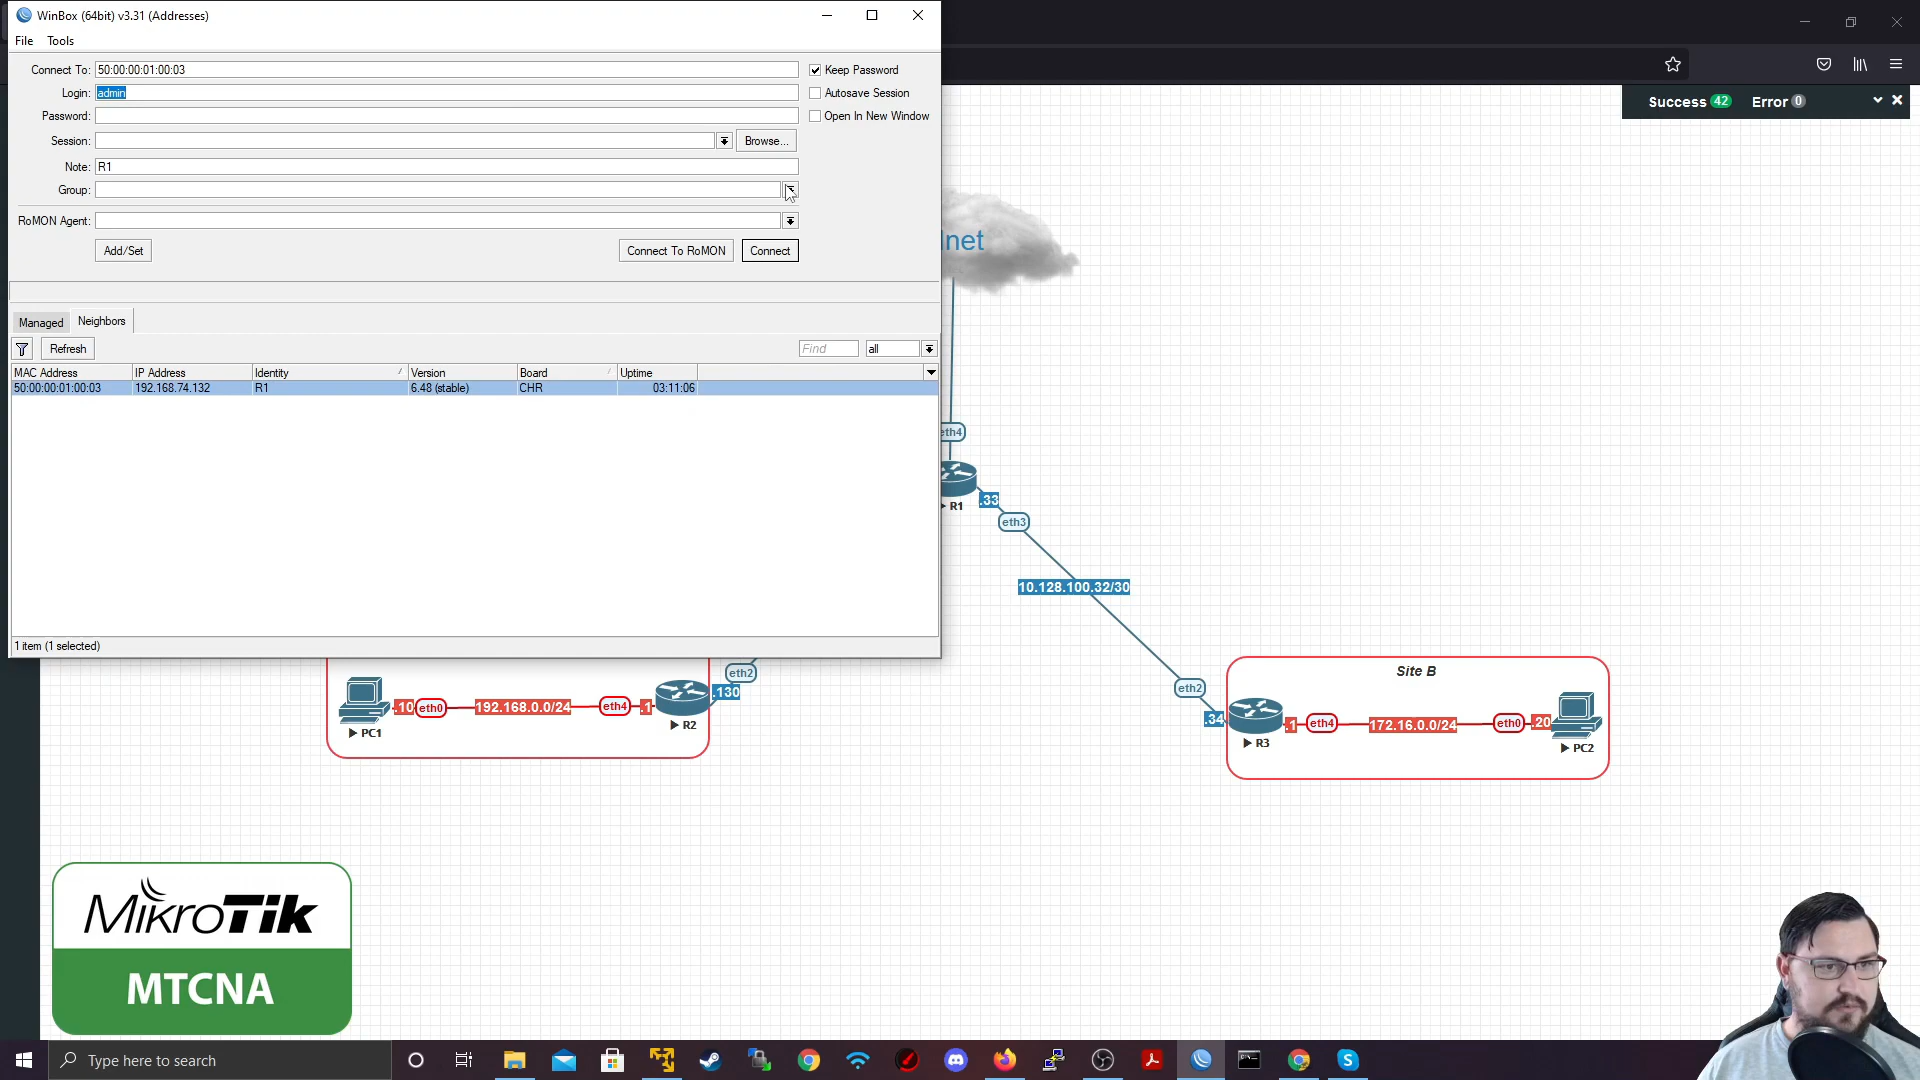 WinBox (64bit) v3.31 (Addresses)
File Tools
Connect To: 50:00:00:01:00:03
Keep Password
Login: admin
Autosave Session
Password:
Open In New Window
Session:
Browse...
Note: R1
Group:
RoMON Agent:
Add/Set
Connect To RoMON
Connect
Managed
Neighbors
Refresh
Find
all
MAC Address IP Address Identity Version Board Uptime
50:00:00:01:00:03 192.168.74.132 R1 6.48 (stable) CHR 03:11:06
1 item (1 selected)
Success 42 Error 0
Inet
eth4
R1
.33
eth3
10.128.100.32/30
eth2
.34
Site B
R3
.1
eth4
172.16.0.0/24
eth0
.20
PC2
eth2
.130
PC1
.10
eth0
192.168.0.0/24
eth4
.1
R2
MikroTik
MTCNA
Type here to search